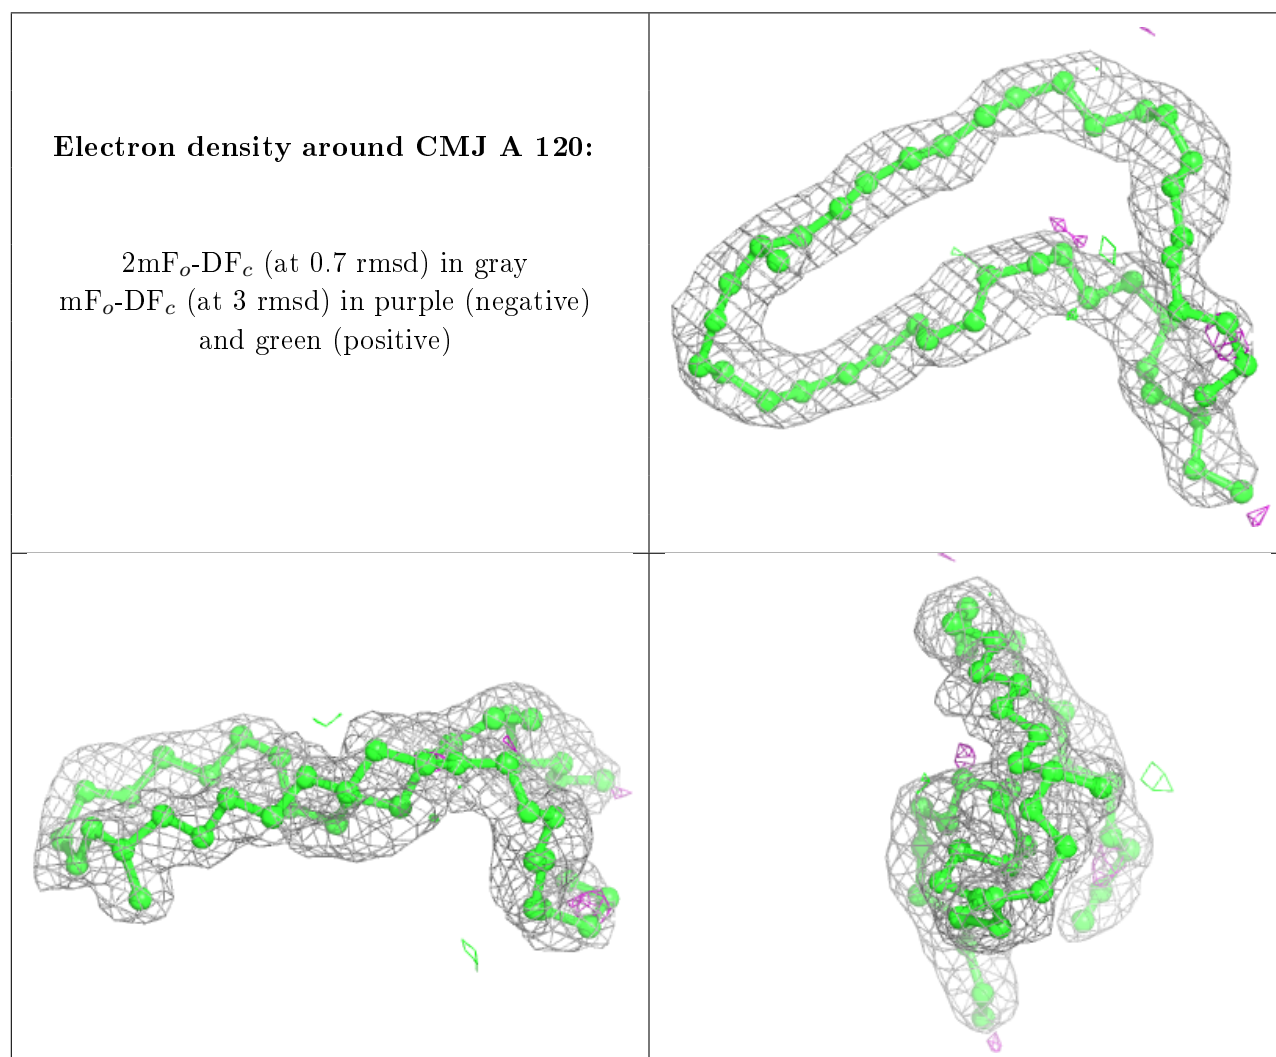 Electron density around CMJ A 120:
2mFo-DFc (at 0.7 rmsd) in gray
mFo-DFc (at 3 rmsd) in purple (negative)
and green (positive)